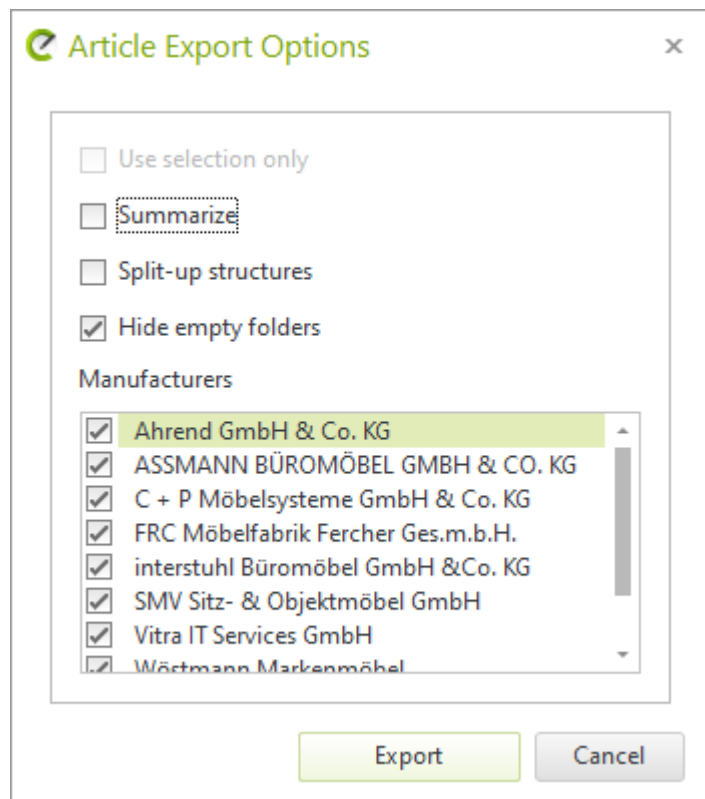 Article Export Options
Use selection only
Summarize
Split-up structures
Hide empty folders
Manufacturers
Ahrend GmbH & Co. KG
ASSMANN BÜROMÖBEL GMBH & CO. KG
C + P Möbelsysteme GmbH & Co. KG
FRC Möbelfabrik Fercher Ges.m.b.H.
interstuhl Büromöbel GmbH &Co. KG
SMV Sitz- & Objektmöbel GmbH
Vitra IT Services GmbH
Wöstmann Markenmöbel
Export Cancel